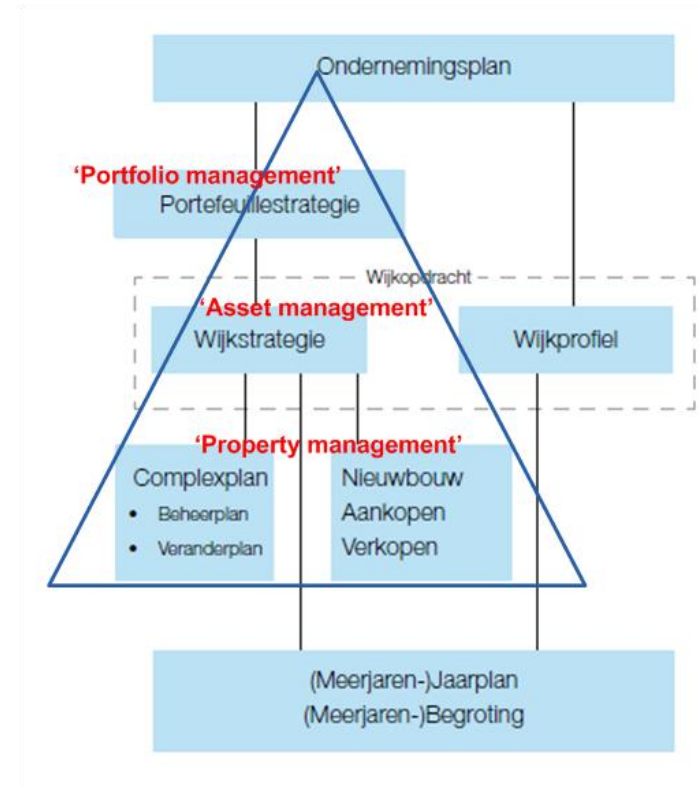 Ondernemingsplan
‘Portfolio management’
Portefeuillestrategie
Wijkopdracht
‘Asset management’
Wijkstrategie
Wijkprofiel
‘Property management’
Complexplan
• Beheerplan
• Veranderplan
Nieuwbouw
Aankopen
Verkopen
(Meerjaren-)Jaarplan
(Meerjaren-)Begroting